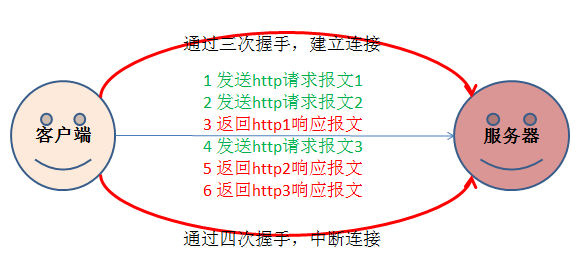 通过三次握手，建立连接
1 发送http请求报文1
2 发送http请求报文2
3 返回http1响应报文
客户端
服务器
4 发送http请求报文3
5 返回http2响应报文
6 返回http3响应报文
通过四次握手，中断连接